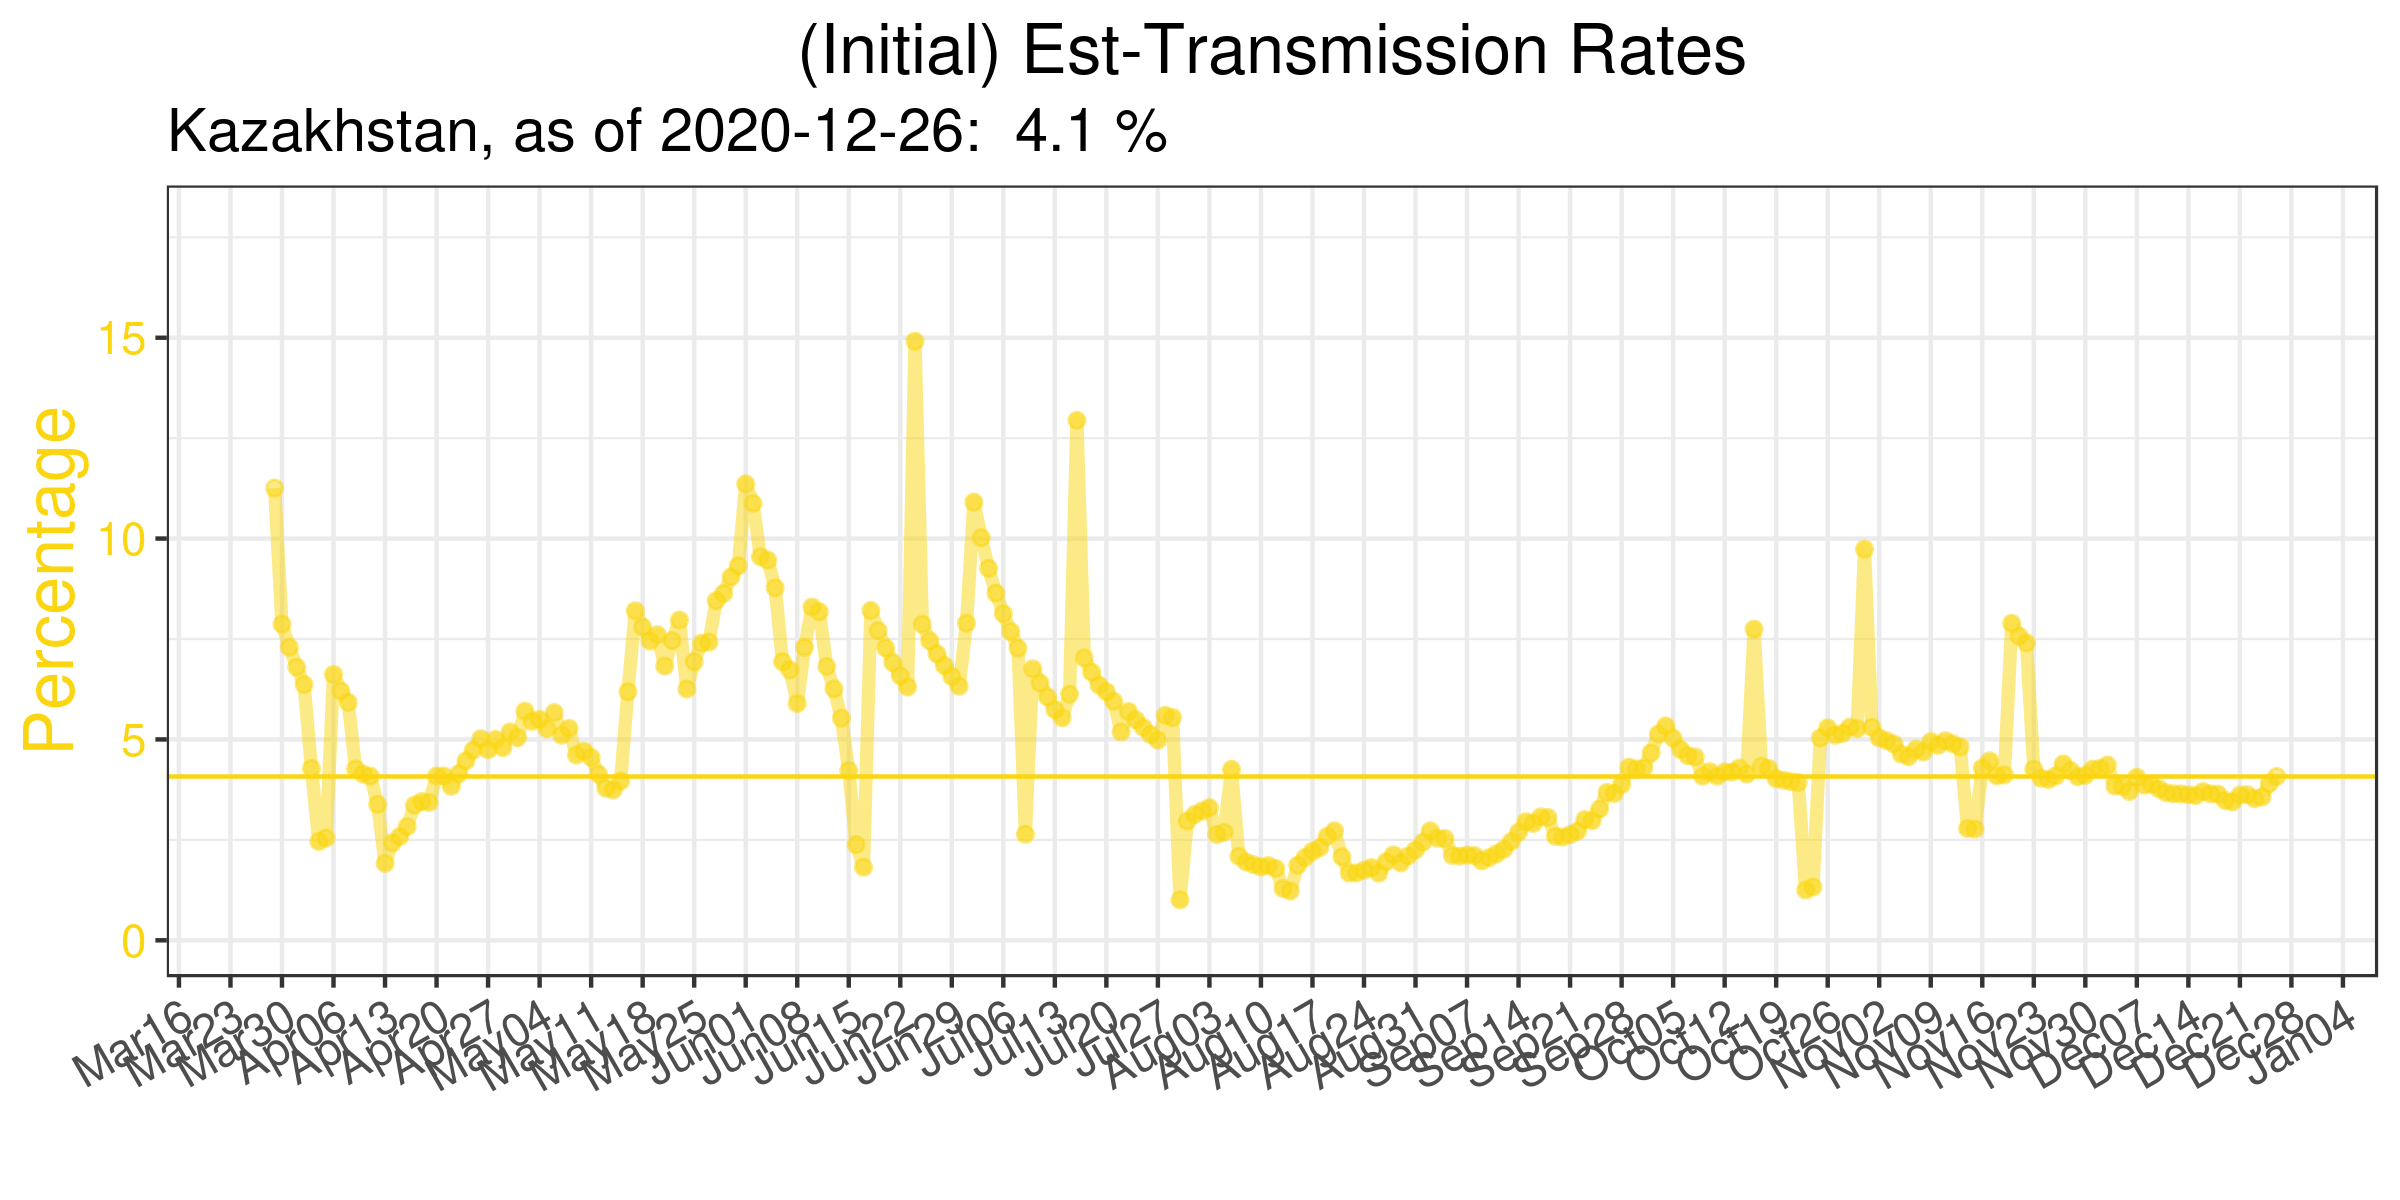 (Initial) Est-Transmission Rates
Kazakhstan, as of 2020-12-26:  4.1 %
Percentage
15
10
5
0
Mar16
Mar23
Mar30
Apr06
Apr13
Apr20
Apr27
May04
May11
May18
May25
Jun01
Jun08
Jun15
Jun22
Jun29
Jul06
Jul13
Jul20
Jul27
Aug03
Aug10
Aug17
Aug24
Aug31
Sep07
Sep14
Sep21
Sep28
Oct05
Oct12
Oct19
Oct26
Nov02
Nov09
Nov16
Nov23
Nov30
Dec07
Dec14
Dec21
Dec28
Jan04